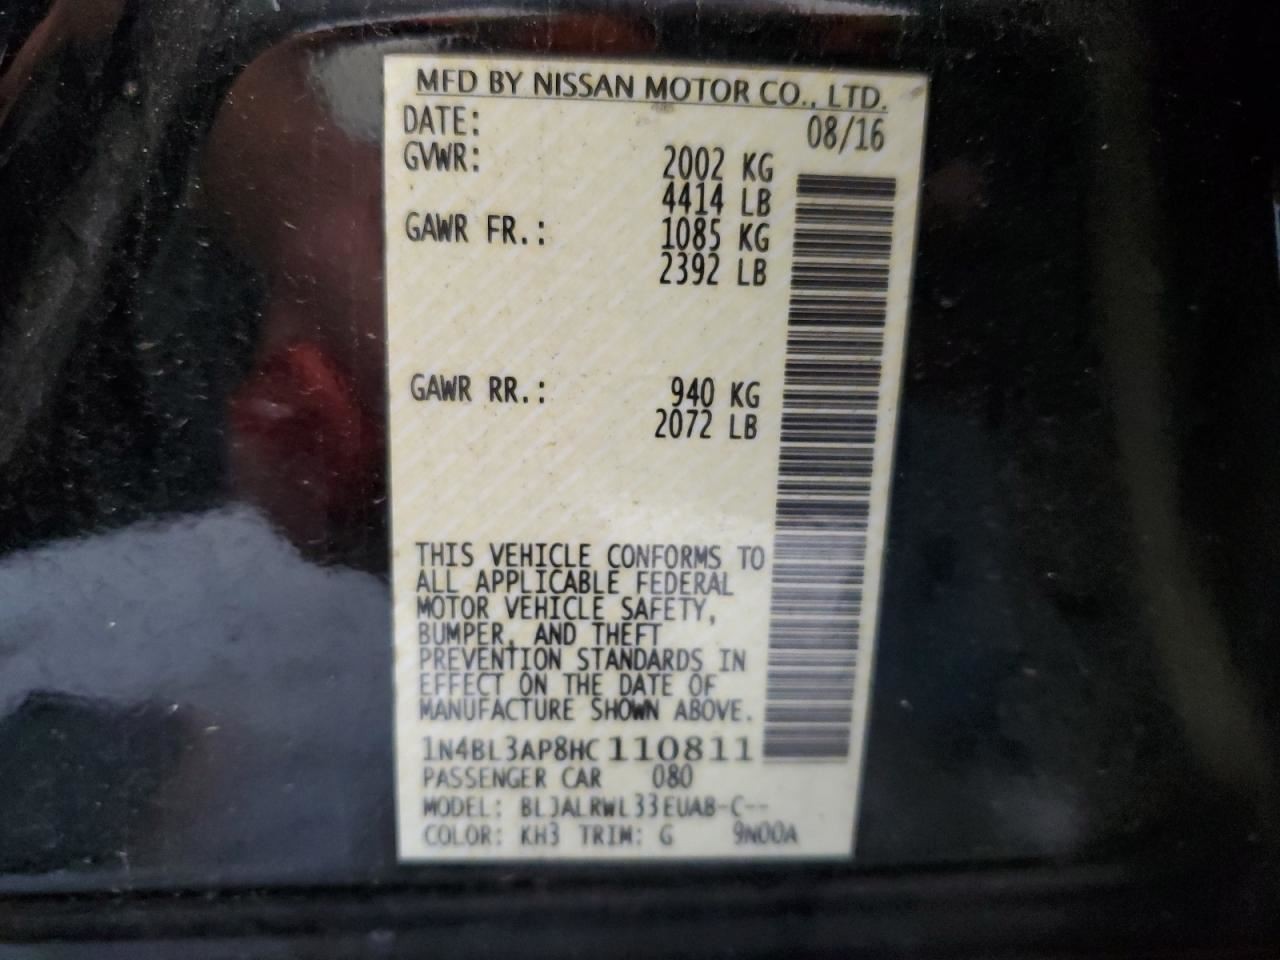 MFD BY NISSAN MOTOR CO., LTD.
DATE: 08/16
GVWR: 2002 KG
4414 LB
GAWR FR.: 1085 KG
2392 LB
GAWR RR.: 940 KG
2072 LB
THIS VEHICLE CONFORMS TO
ALL APPLICABLE FEDERAL
MOTOR VEHICLE SAFETY,
BUMPER, AND THEFT
PREVENTION STANDARDS IN
EFFECT ON THE DATE OF
MANUFACTURE SHOWN ABOVE.
1N4BL3AP8HC110811
PASSENGER CAR 080
MODEL: BLJALRWL33EUAB-C--
COLOR: KH3 TRIM: G 9N00A